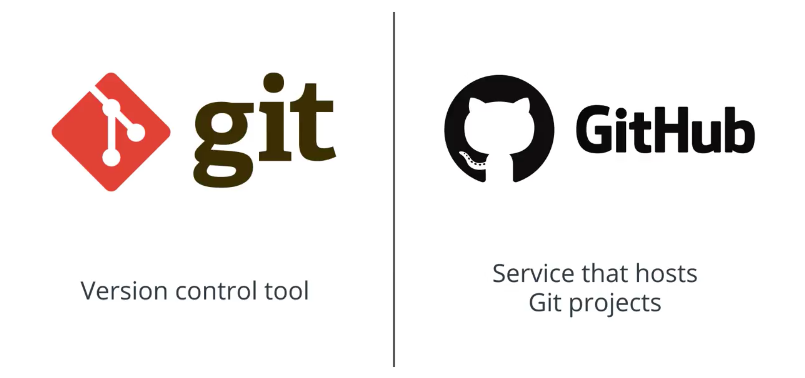 git
Version control tool
GitHub
Service that hosts
Git projects